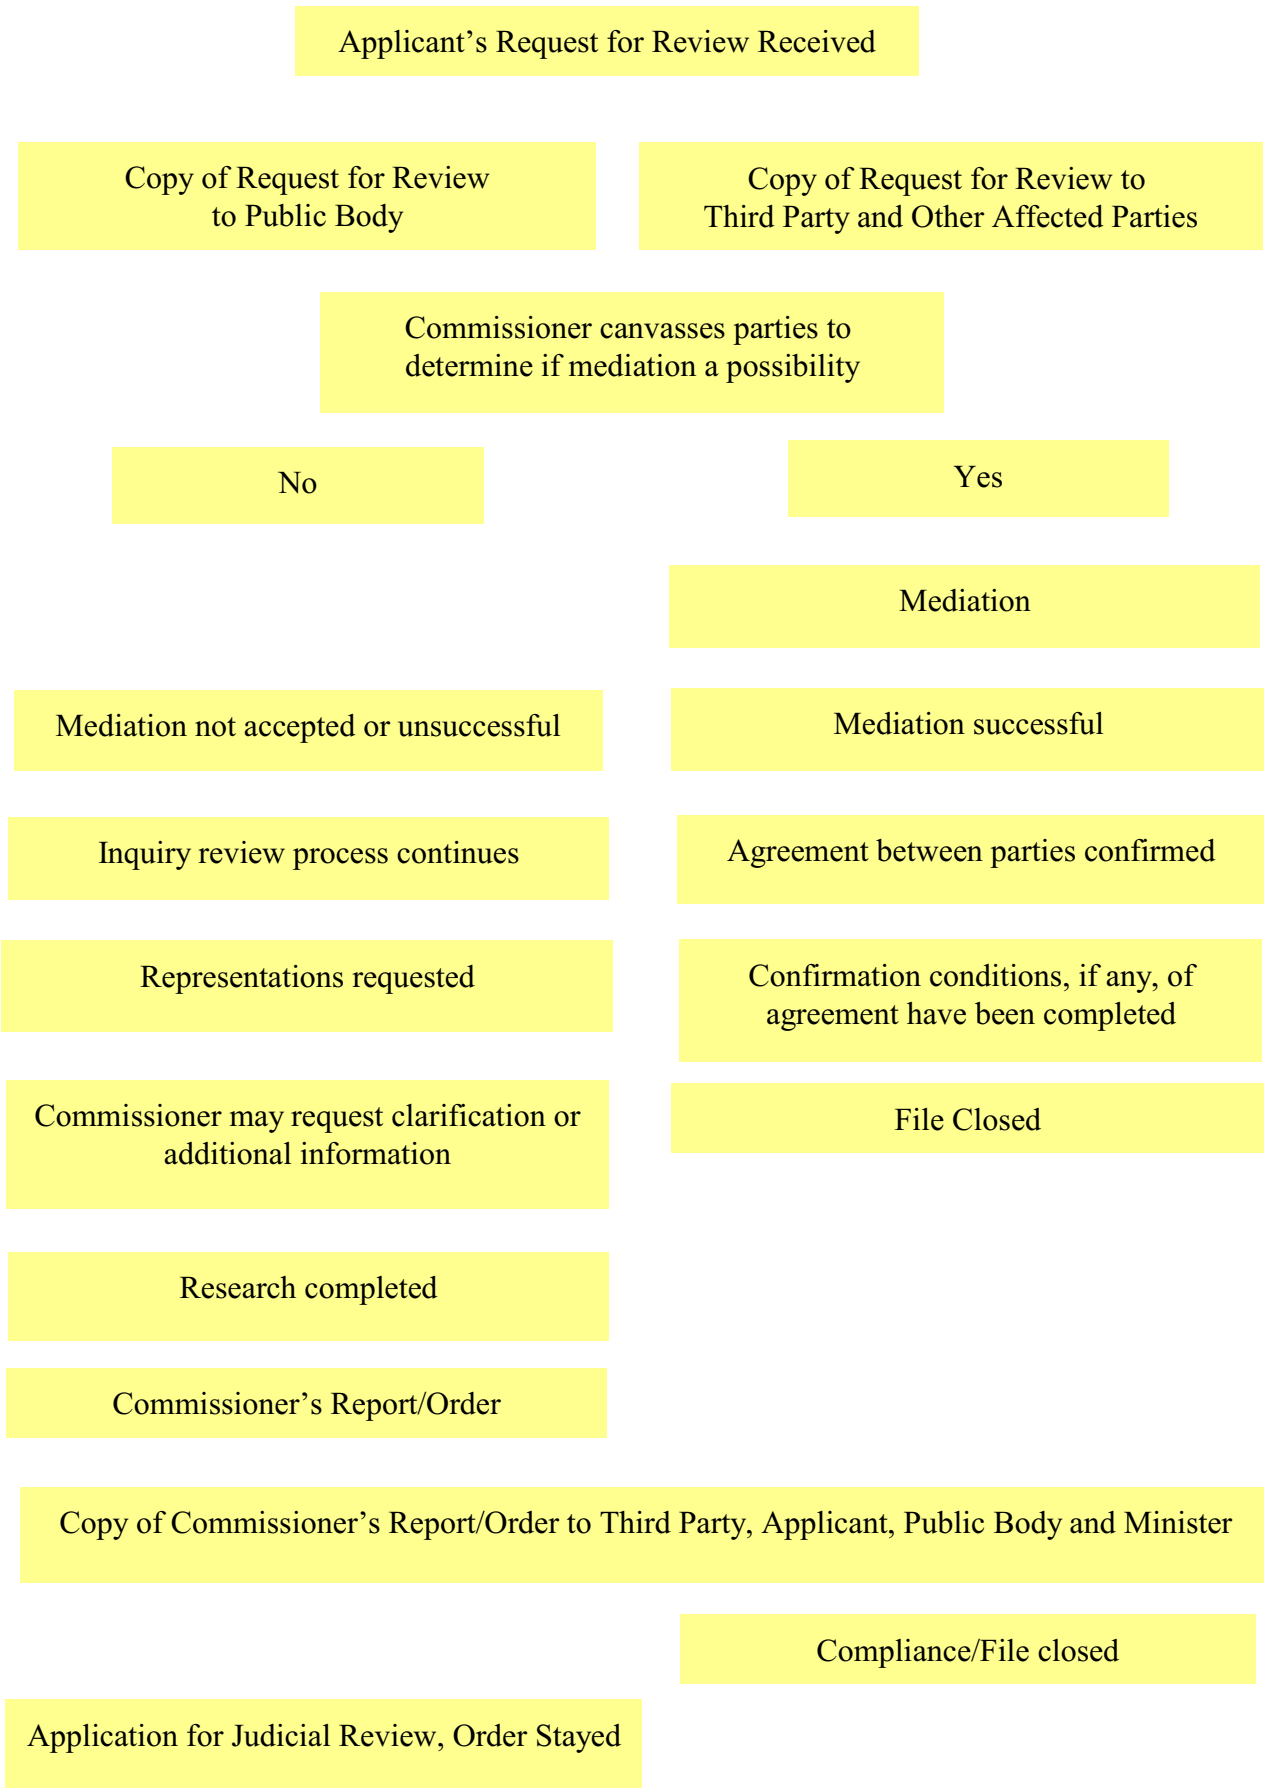 Applicant’s Request for Review Received
Copy of Request for Review
to Public Body
Copy of Request for Review to
Third Party and Other Affected Parties
Commissioner canvasses parties to
determine if mediation a possibility
No
Yes
Mediation
Mediation not accepted or unsuccessful
Mediation successful
Inquiry review process continues
Agreement between parties confirmed
Representations requested
Confirmation conditions, if any, of
agreement have been completed
Commissioner may request clarification or
additional information
File Closed
Research completed
Commissioner’s Report/Order
Copy of Commissioner’s Report/Order to Third Party, Applicant, Public Body and Minister
Compliance/File closed
Application for Judicial Review, Order Stayed